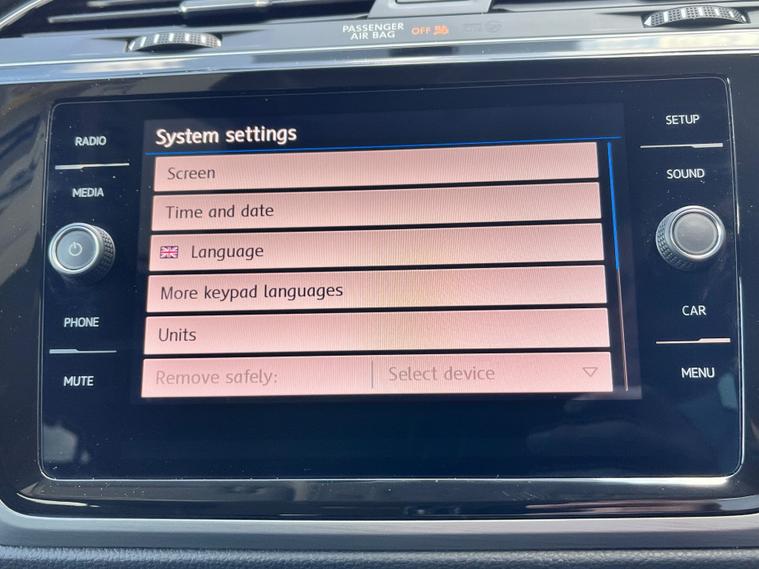 PASSENGER
AIR BAG OFF
System settings
RADIO
MEDIA
PHONE
MUTE
Screen
Time and date
Language
More keypad languages
Units
Remove safely: Select device
SETUP
SOUND
CAR
MENU